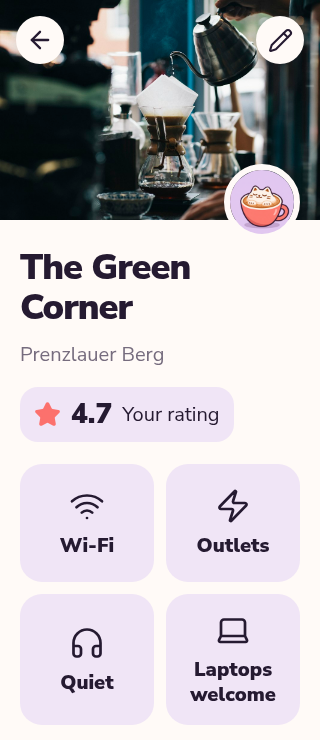 The Green
Corner
Prenzlauer Berg
4.7 Your rating
Wi-Fi
Outlets
Quiet
Laptops
welcome